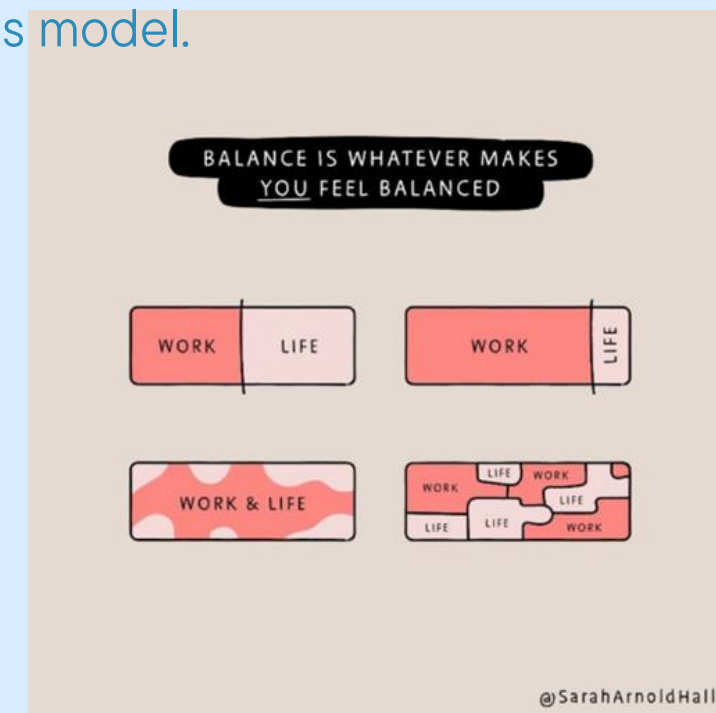 s model.
BALANCE IS WHATEVER MAKES
YOU FEEL BALANCED
WORK
LIFE
WORK
LIFE
WORK & LIFE
WORK
LIFE
WORK
LIFE
LIFE
LIFE
WORK
@SarahArnoldHall